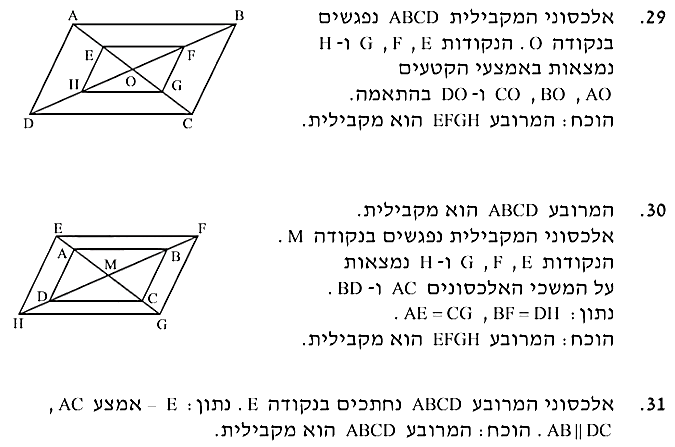 29. אלכסוני המקבילית ABCD נפגשים
בנקודה O. הנקודות G, F, E ו-H
נמצאות באמצעי הקטעים
CO, BO, AO ו-DO בהתאמה.
הוכח: המרובע EFGH הוא מקבילית.
A B
E F
O
H G
D C
30. המרובע ABCD הוא מקבילית.
אלכסוני המקבילית נפגשים בנקודה M.
הנקודות G, F, E ו-H נמצאות
על המשכי האלכסונים AC ו-BD.
נתון: AE = CG, BF = DH.
הוכח: המרובע EFGH הוא מקבילית.
E F
A B
M
D C
H G
31. אלכסוני המרובע ABCD נחתכים בנקודה E. נתון: E – אמצע AC,
AB || DC. הוכח: המרובע ABCD הוא מקבילית.